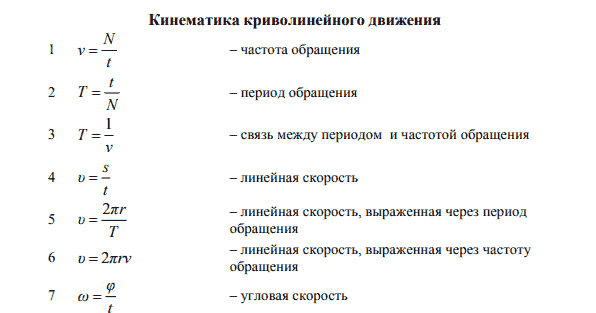 Кинематика криволинейного движения
1 ν = N/t – частота обращения
2 T = t/N – период обращения
3 T = 1/ν – связь между периодом и частотой обращения
4 υ = s/t – линейная скорость
5 υ = 2πr/T – линейная скорость, выраженная через период
обращения
6 υ = 2πrν – линейная скорость, выраженная через частоту
обращения
7 ω = φ/t – угловая скорость